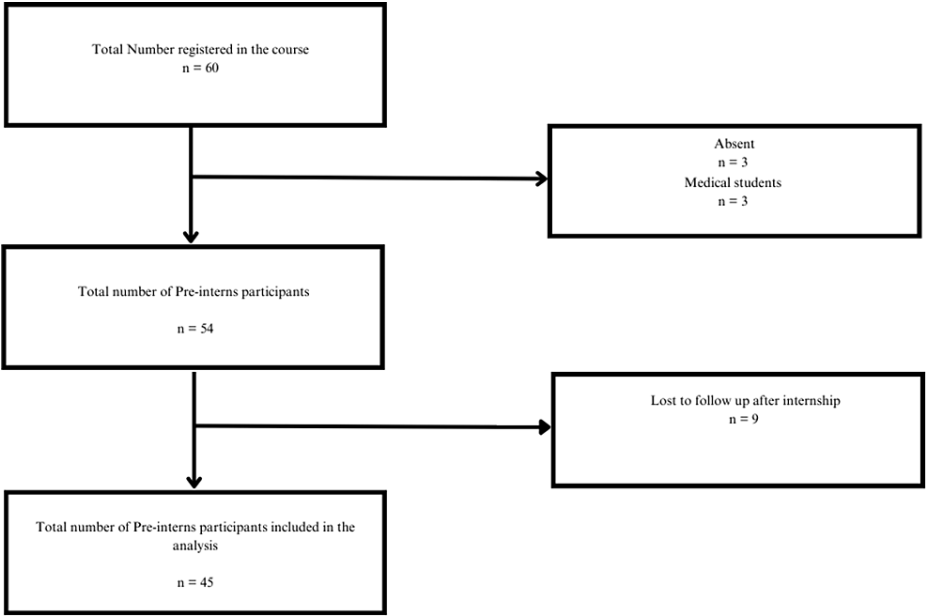 Total Number registered in the course
n = 60
Absent
n = 3
Medical students
n = 3
Total number of Pre-interns participants
n = 54
Lost to follow up after internship
n = 9
Total number of Pre-interns participants included in the
analysis
n = 45